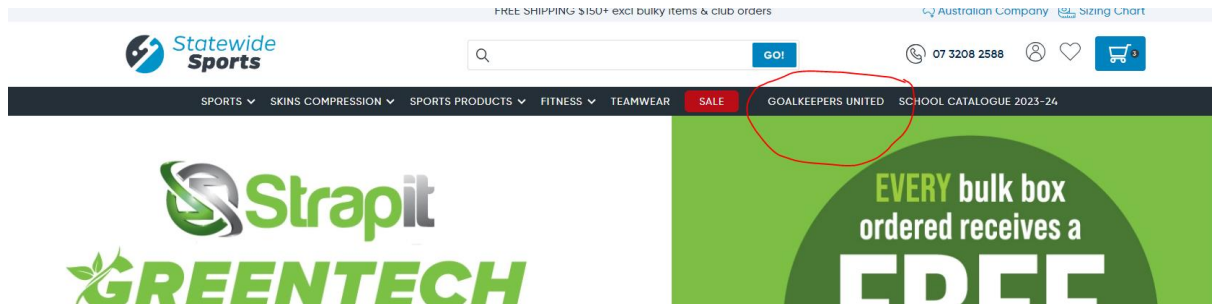 FREE SHIPPING $150+ excl bulky items & club orders
Australian Company
Sizing Chart
Statewide
Sports
GO!
07 3208 2588
3
SPORTS
SKINS COMPRESSION
SPORTS PRODUCTS
FITNESS
TEAMWEAR
SALE
GOALKEEPERS UNITED
SCHOOL CATALOGUE 2023-24
Strapit
GREENTECH
EVERY bulk box
ordered receives a
FREE